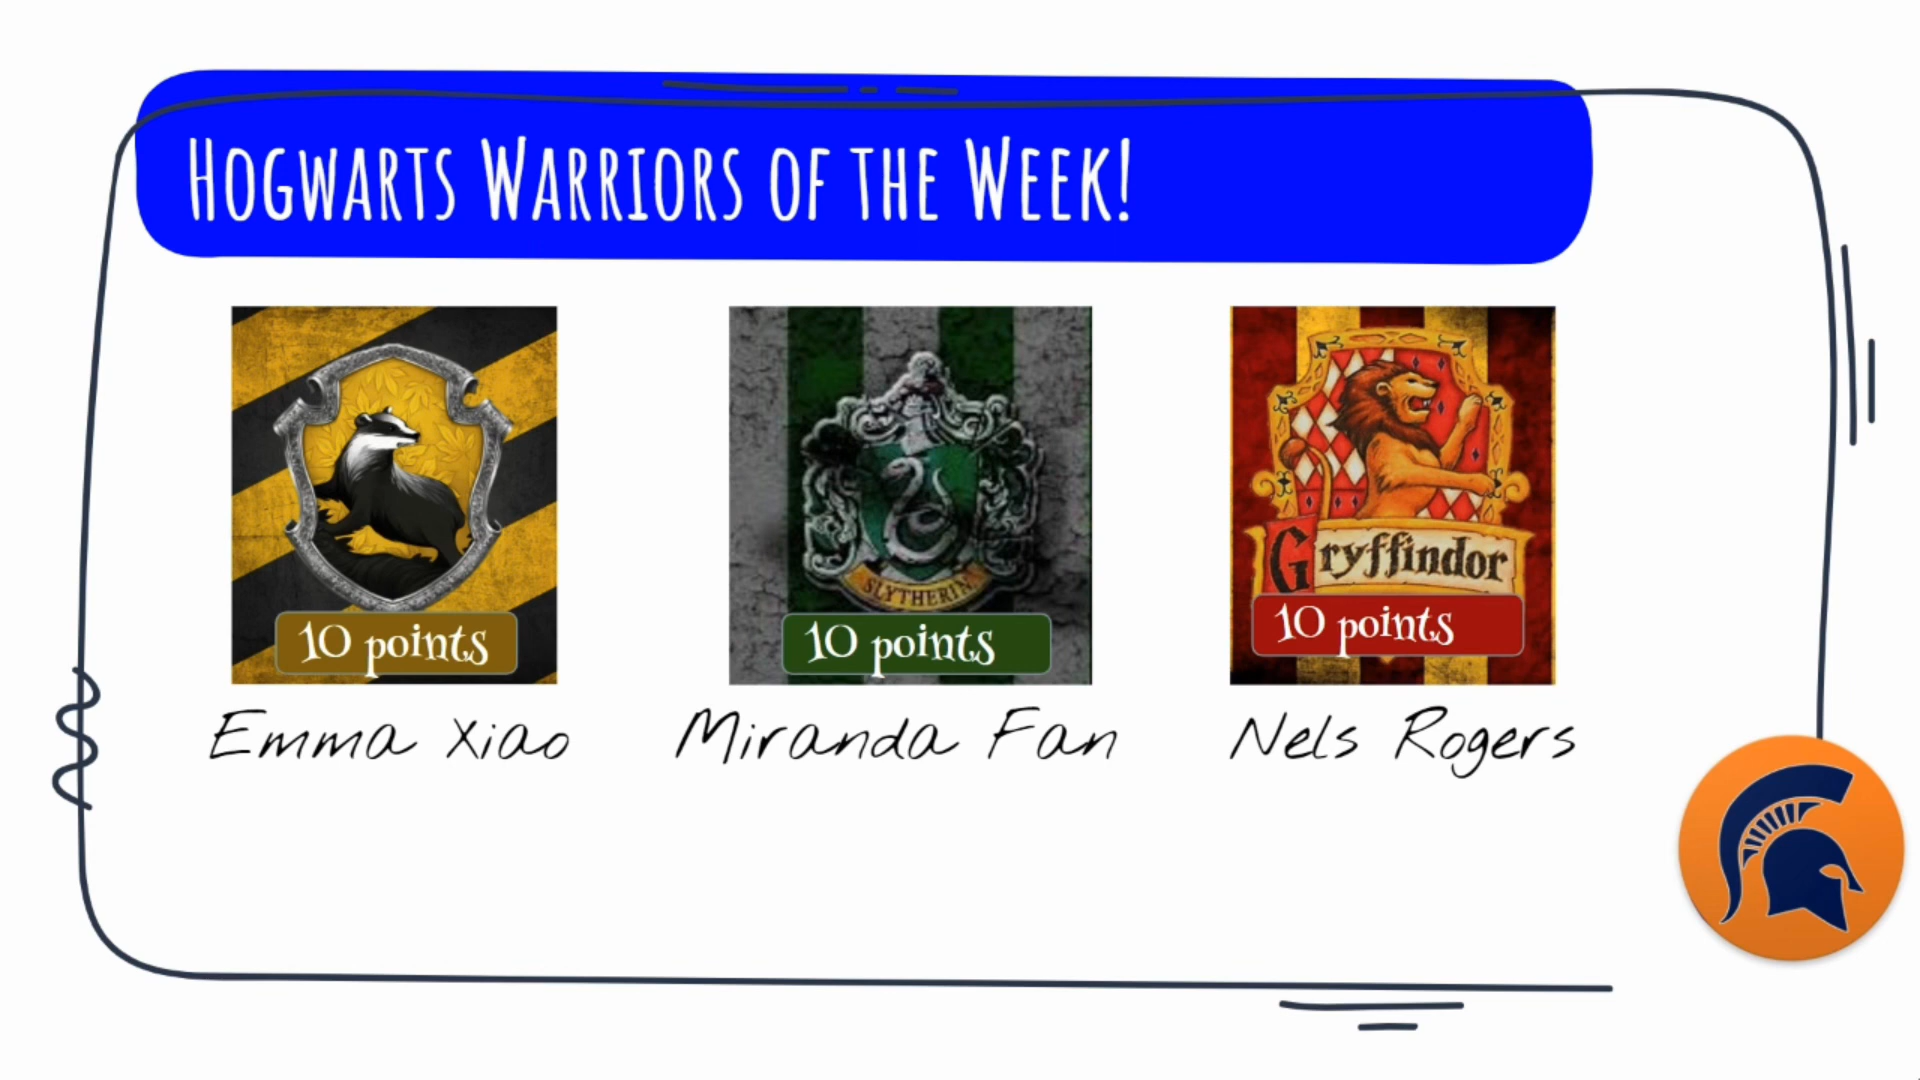 Hogwarts Warriors of the Week!
SLYTHERIN
Gryffindor
10 points
10 points
10 points
Emma Xiao
Miranda Fan
Nels Rogers